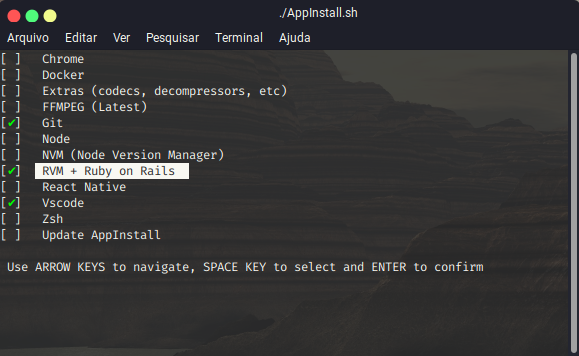 ./AppInstall.sh
Arquivo Editar Ver Pesquisar Terminal Ajuda
[ ] Chrome
[ ] Docker
[ ] Extras (codecs, decompressors, etc)
[ ] FFMPEG (Latest)
[✔] Git
[ ] Node
[ ] NVM (Node Version Manager)
[✔] RVM + Ruby on Rails
[ ] React Native
[✔] Vscode
[ ] Zsh
[ ] Update AppInstall
Use ARROW KEYS to navigate, SPACE KEY to select and ENTER to confirm